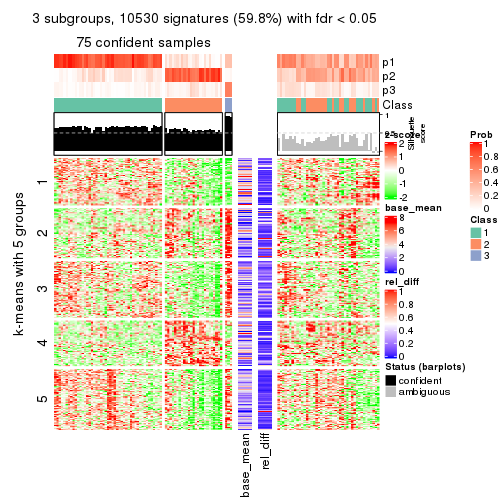 3 subgroups, 10530 signatures (59.8%) with fdr < 0.05
75 confident samples
p1
p2
p3
Class
1
Silhouette
score
k-means with 5 groups
1
2
3
4
5
base_mean
rel_diff
z-score
2
1
0
-1
-2
base_mean
8
6
4
2
0
rel_diff
1
0.8
0.6
0.4
0.2
0
Status (barplots)
confident
ambiguous
Prob
1
0.8
0.6
0.4
0.2
0
Class
1
2
3